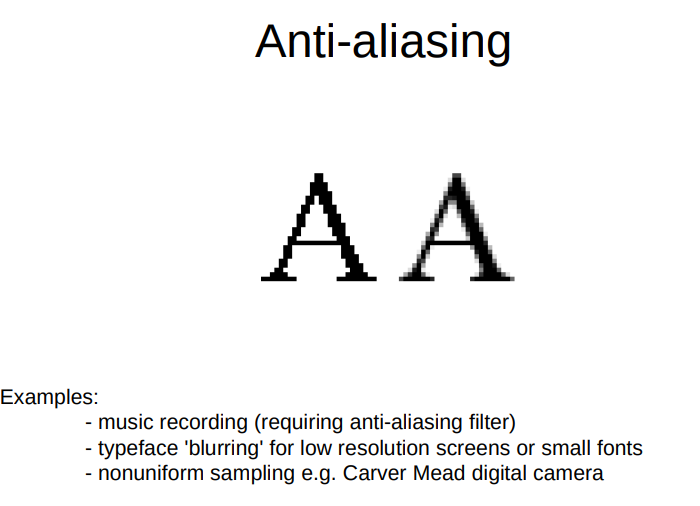 Anti-aliasing
A A
Examples:
- music recording (requiring anti-aliasing filter)
- typeface 'blurring' for low resolution screens or small fonts
- nonuniform sampling e.g. Carver Mead digital camera